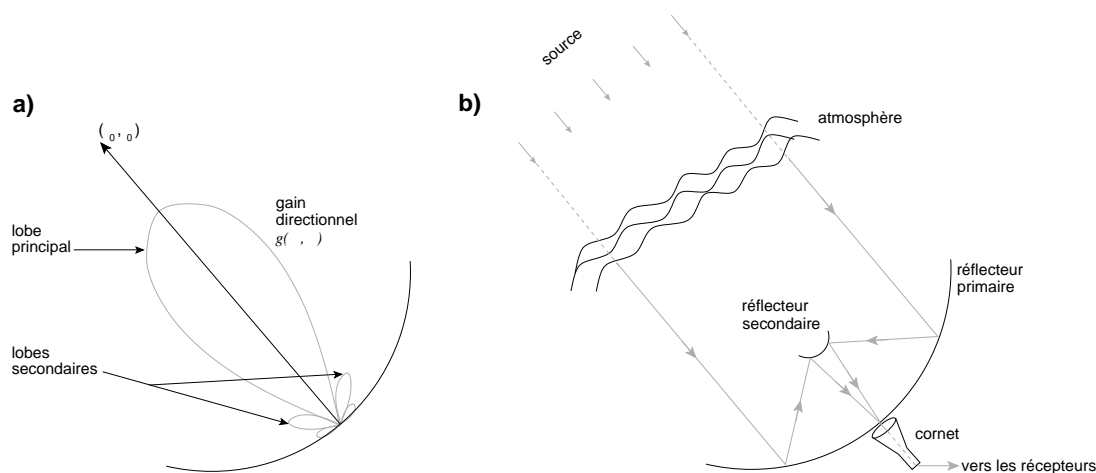 a)
( ₀, ₀)
gain
directionnel
g( , )
lobe
principal
lobes
secondaires
b)
source
atmosphère
réflecteur
primaire
réflecteur
secondaire
cornet
vers les récepteurs